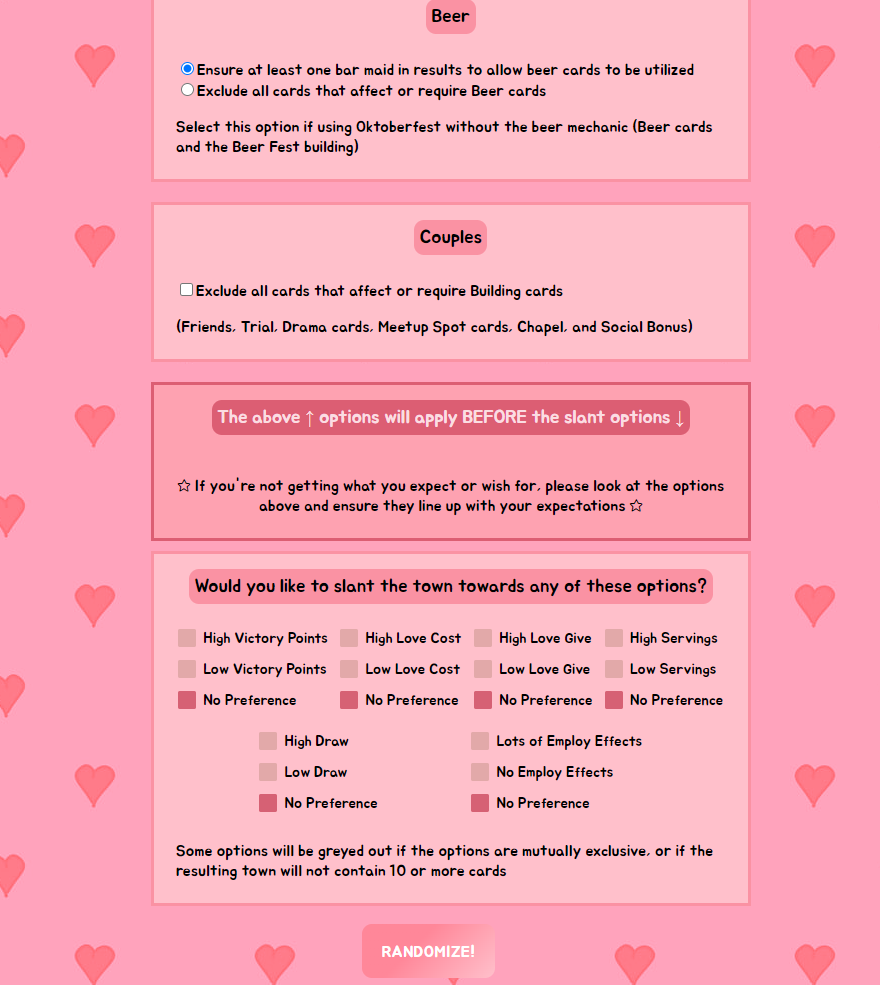 Beer
Ensure at least one bar maid in results to allow beer cards to be utilized
Exclude all cards that affect or require Beer cards
Select this option if using Oktoberfest without the beer mechanic (Beer cards
and the Beer Fest building)
Couples
Exclude all cards that affect or require Building cards
(Friends, Trial, Drama cards, Meetup Spot cards, Chapel, and Social Bonus)
The above ↑ options will apply BEFORE the slant options ↓
☆ If you're not getting what you expect or wish for, please look at the options
above and ensure they line up with your expectations ☆
Would you like to slant the town towards any of these options?
High Victory Points High Love Cost High Love Give High Servings
Low Victory Points Low Love Cost Low Love Give Low Servings
No Preference No Preference No Preference No Preference
High Draw Lots of Employ Effects
Low Draw No Employ Effects
No Preference No Preference
Some options will be greyed out if the options are mutually exclusive, or if the
resulting town will not contain 10 or more cards
RANDOMIZE!